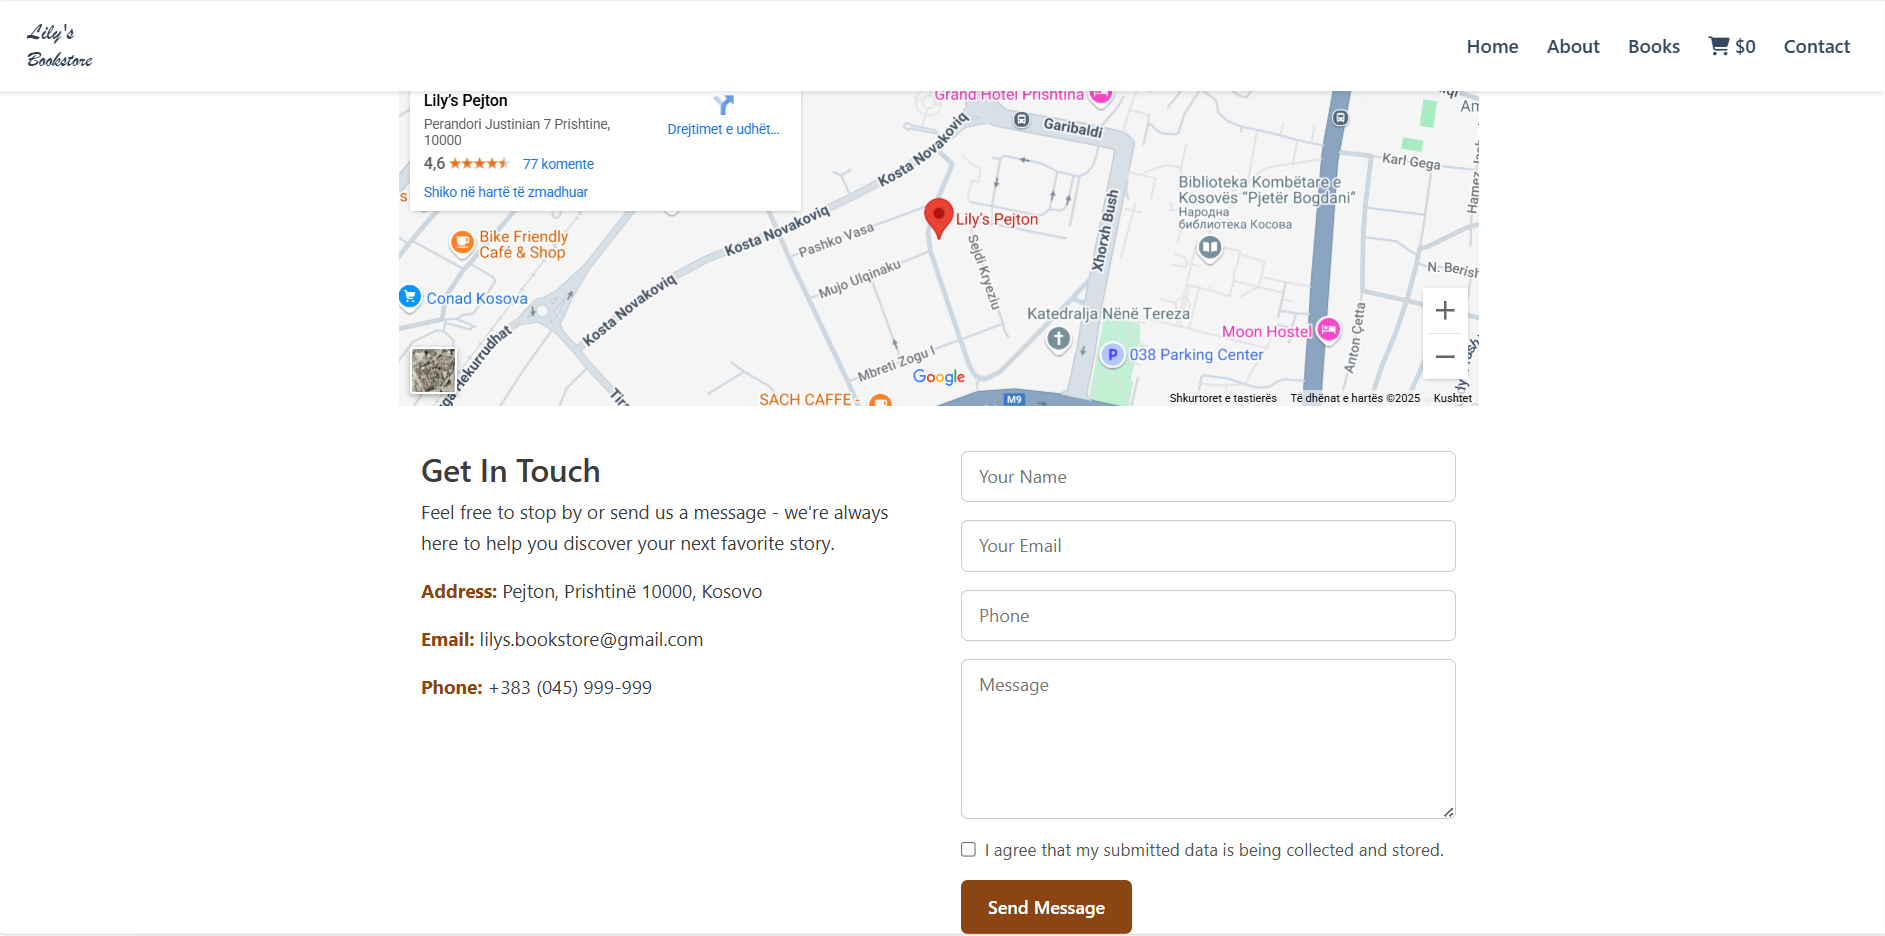 Lily's
Bookstore
Home
About
Books
$0
Contact
Lily's Pejton
Perandori Justinian 7 Prishtine,
10000
4,6
77 komente
Shiko në hartë të zmadhuar
Drejtimet e udhët...
Grand Hotel Prishtina
Garibaldi
Karl Gega
Kosta Novakoviq
Biblioteka Kombëtare e
Kosovës “Pjetër Bogdani”
Народна
библиотека Косова
Xhorxh Bush
Lily's Pejton
Kosta Novakoviq
Pashko Vasa
Sejdi Kryeziu
Bike Friendly
Café & Shop
Mujo Ulqinaku
N. Berish
Conad Kosova
Kosta Novakoviq
Katedralja Nënë Tereza
Moon Hostel
Anton Çetta
038 Parking Center
P
Mbreti Zogu I
Google
SACH CAFFE -
M9
Shkurtoret e tastierës
Të dhënat e hartës ©2025
Kushtet
Get In Touch
Feel free to stop by or send us a message - we're always
here to help you discover your next favorite story.
Address: Pejton, Prishtinë 10000, Kosovo
Email: lilys.bookstore@gmail.com
Phone: +383 (045) 999-999
Your Name
Your Email
Phone
Message
I agree that my submitted data is being collected and stored.
Send Message